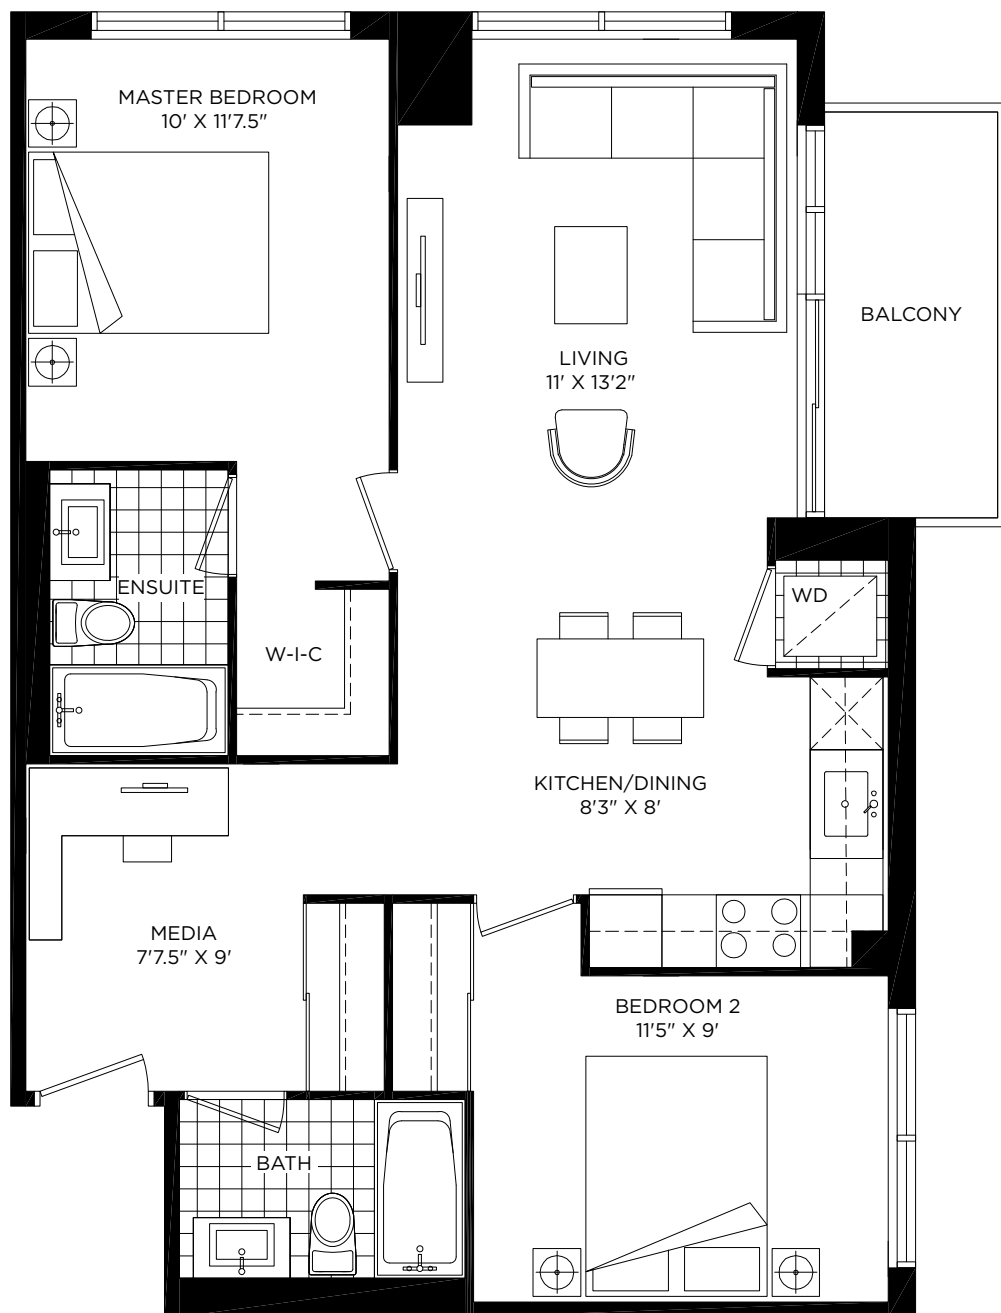 MASTER BEDROOM
10' X 11'7.5"
BALCONY
LIVING
11' X 13'2"
ENSUITE
WD
W-I-C
KITCHEN/DINING
8'3" X 8'
MEDIA
7'7.5" X 9'
BEDROOM 2
11'5" X 9'
BATH